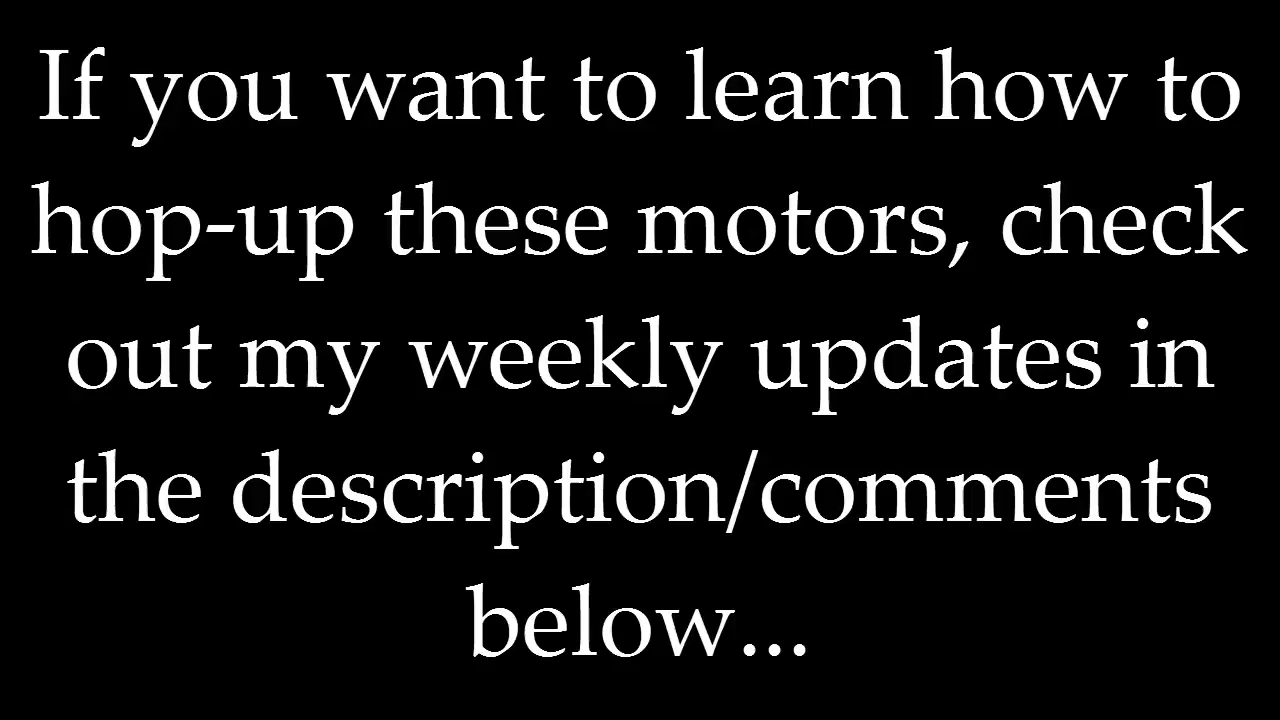 If you want to learn how to
hop-up these motors, check
out my weekly updates in
the description/comments
below...